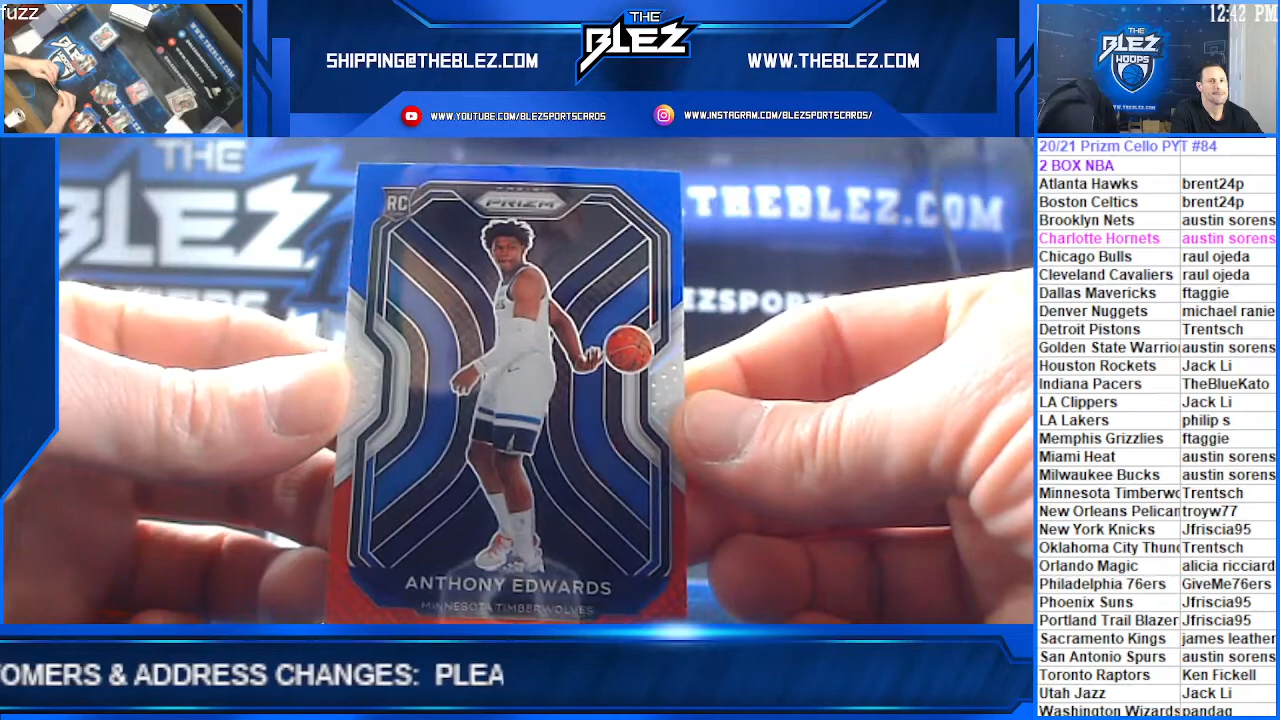 fuzz
SHIPPING@THEBLEZ.COM
THE
BLEZ
WWW.THEBLEZ.COM
WWW.YOUTUBE.COM/BLEZSPORTSCARDS
WWW.INSTAGRAM.COM/BLEZSPORTSCARDS/
12:42 PM
THE
BLEZ
HOOPS
THE
BLEZ
.THEBLEZ.COM
EZSPORT
RC
PRIZM
ANTHONY EDWARDS
MINNESOTA TIMBERWOLVES
TOMERS & ADDRESS CHANGES: PLEA
20/21 Prizm Cello PYT #84
2 BOX NBA
Atlanta Hawks brent24p
Boston Celtics brent24p
Brooklyn Nets austin sorens
Charlotte Hornets austin sorens
Chicago Bulls raul ojeda
Cleveland Cavaliers raul ojeda
Dallas Mavericks ftaggie
Denver Nuggets michael ranie
Detroit Pistons Trentsch
Golden State Warrio austin sorens
Houston Rockets Jack Li
Indiana Pacers TheBlueKato
LA Clippers Jack Li
LA Lakers philip s
Memphis Grizzlies ftaggie
Miami Heat austin sorens
Milwaukee Bucks austin sorens
Minnesota Timberwo Trentsch
New Orleans Pelican troyw77
New York Knicks Jfriscia95
Oklahoma City Thund Trentsch
Orlando Magic alicia ricciard
Philadelphia 76ers GiveMe76ers
Phoenix Suns Jfriscia95
Portland Trail Blazer Jfriscia95
Sacramento Kings james leather
San Antonio Spurs austin sorens
Toronto Raptors Ken Fickell
Utah Jazz Jack Li
Washington Wizards pandaq